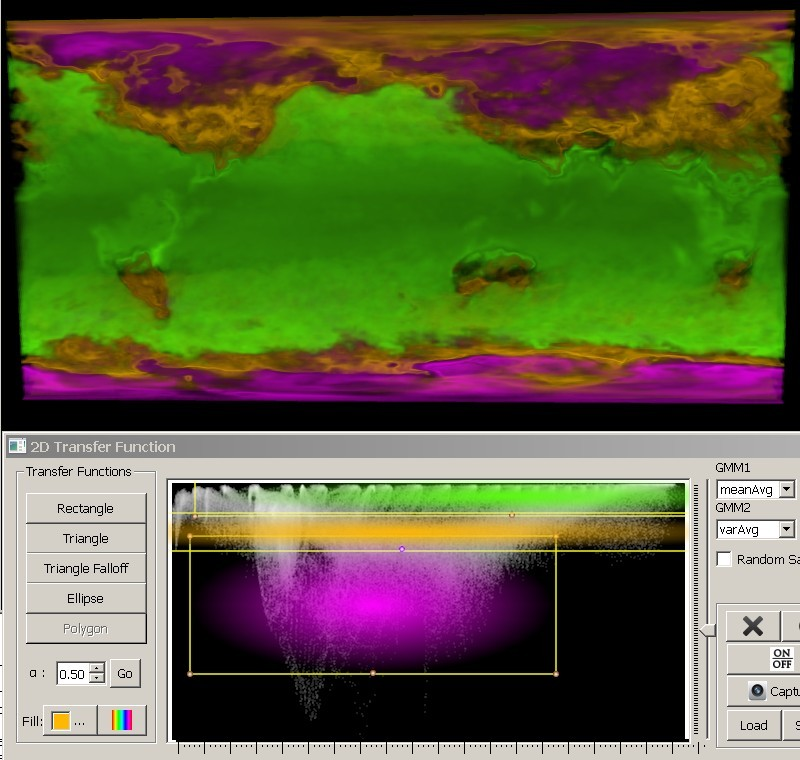 2D Transfer Function
Transfer Functions
Rectangle
Triangle
Triangle Falloff
Ellipse
Polygon
α :
0.50
Go
Fill:
...
GMM1
meanAvg
GMM2
varAvg
Random Sa
ON
OFF
Captu
Load
S